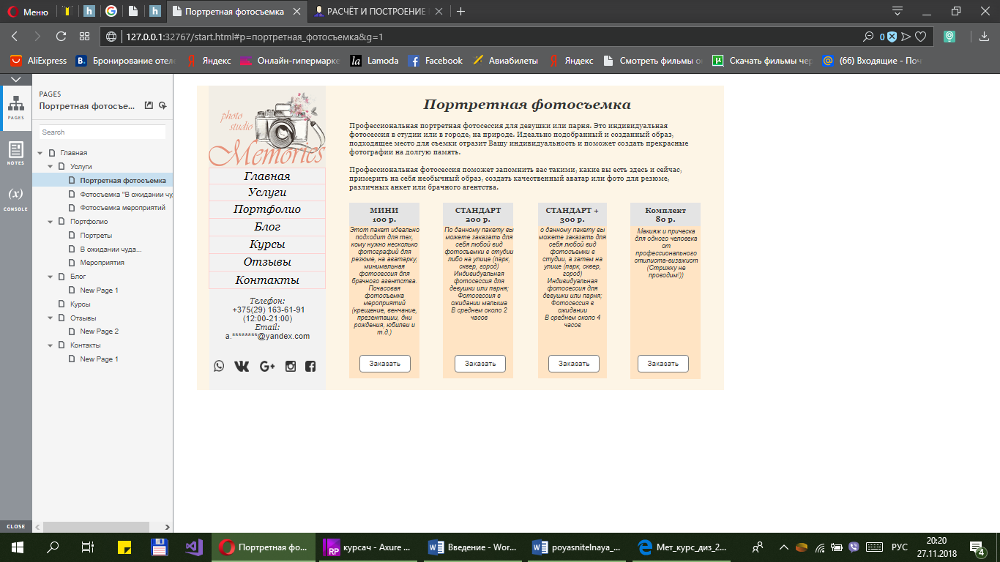 Меню
Портретная фотосъемка
РАСЧЁТ И ПОСТРОЕНИЕ
127.0.0.1:32767/start.html#p=портретная_фотосъемка&g=1
0
AliExpress
Бронирование отеле
Яндекс
Онлайн-гипермарке
Lamoda
Facebook
Авиабилеты
Яндекс
Смотреть фильмы о
Скачать фильмы чер
(66) Входящие - Поч
PAGES
NOTES
(x)
CONSOLE
CLOSE
PAGES
Портретная фотосъе...
Search
Главная
Услуги
Портретная фотосъемка
Фотосъемка "В ожидании чу
Фотосъемка мероприятий
Портфолио
Портреты
В ожидании чуда...
Мероприятия
Блог
New Page 1
Курсы
Отзывы
New Page 2
Контакты
New Page 1
photo
studio
Memories
Главная
Услуги
Портфолио
Блог
Курсы
Отзывы
Контакты
Телефон:
+375(29) 163-61-91
(12:00-21:00)
Email:
a.********@yandex.com
Портретная фотосъемка
Профессиональная портретная фотосессия для девушки или парня. Это индивидуальная
фотосессия в студии или в городе, на природе. Идеально подобранный и созданный образ,
подходящее место для съемки отразит Вашу индивидуальность и поможет создать прекрасные
фотографии на долгую память.
Профессиональная фотосессия поможет запомнить вас такими, какие вы есть здесь и сейчас,
примерить на себя необычный образ, создать качественный аватар или фото для резюме,
различных анкет или брачного агентства.
МИНИ
100 р.
Этот пакет идеально
подходит для тех,
кому нужно несколько
фотографий для
резюме, на аватарку,
минимальная
фотосессия для
брачного агентства.
Почасовая
фотосъемка
мероприятий
(крещение, венчание,
презентации, дни
рождения, юбилеи и
т.д.)
Заказать
СТАНДАРТ
200 р.
По данному пакету вы
можете заказать для
себя любой вид
фотосъемки в студии
либо на улице (парк,
сквер, город)
Индивидуальная
фотосессия для
девушки или парня;
Фотосессия в
ожидании малыша
В среднем около 2
часов
Заказать
СТАНДАРТ +
300 р.
о данному пакету вы
можете заказать для
себя любой вид
фотосъемки в
студии, а затем на
улице (парк, сквер,
город)
Индивидуальная
фотосессия для
девушки или парня;
Фотосессия в
ожидании
В среднем около 4
часов
Заказать
Комплект
80 р.
Макияж и прическа
для одного человека
от
профессионального
стилиста-визажист
(Стрижку не
проводим!))
Заказать
Портретная фо...
RP
курсач - Axure ...
Введение - Wor...
poyasnitelnaya_...
Мет_курс_диз_2...
РУС
20:20
27.11.2018
4